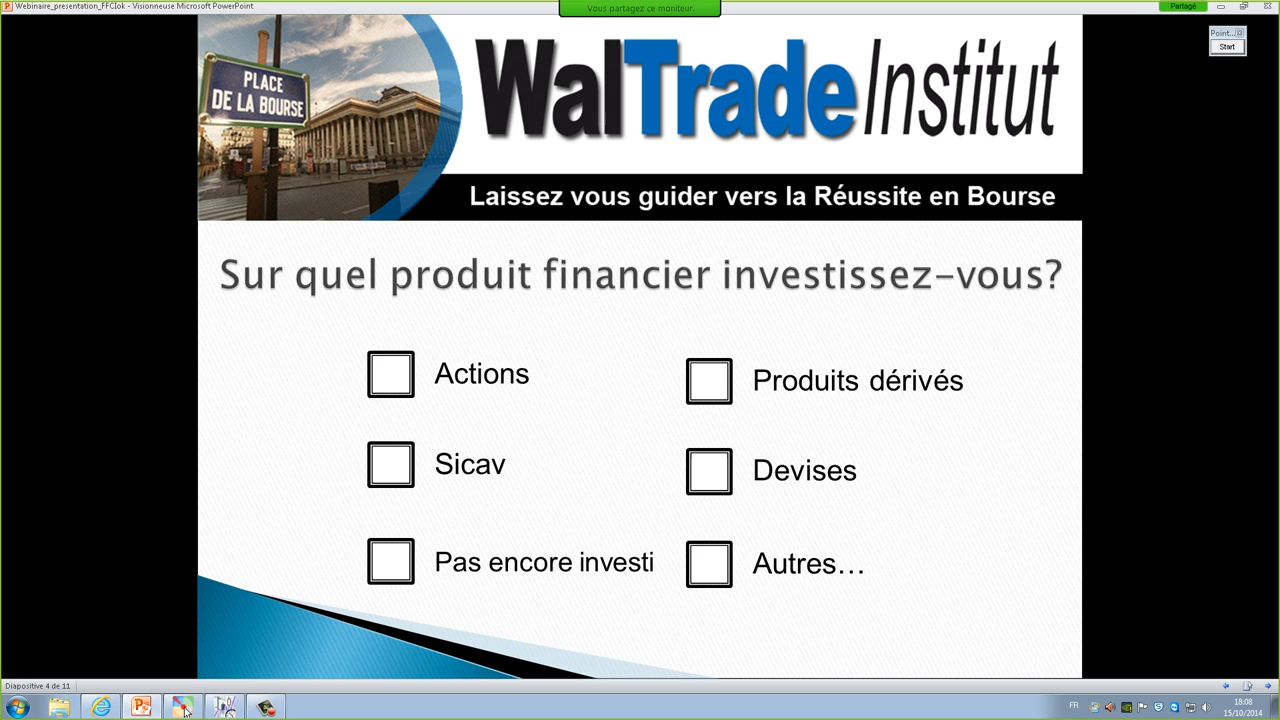 Webinaire_presentation_FFCIok - Visionneuse Microsoft PowerPoint
Vous partagez ce moniteur.
Partagé
Point...
Start
PLACE
DE LA BOURSE
WalTradeInstitut
Laissez vous guider vers la Réussite en Bourse
Sur quel produit financier investissez-vous?
Actions
Produits dérivés
Sicav
Devises
Pas encore investi
Autres…
Diapositive 4 de 11
FR
18:08
15/10/2014